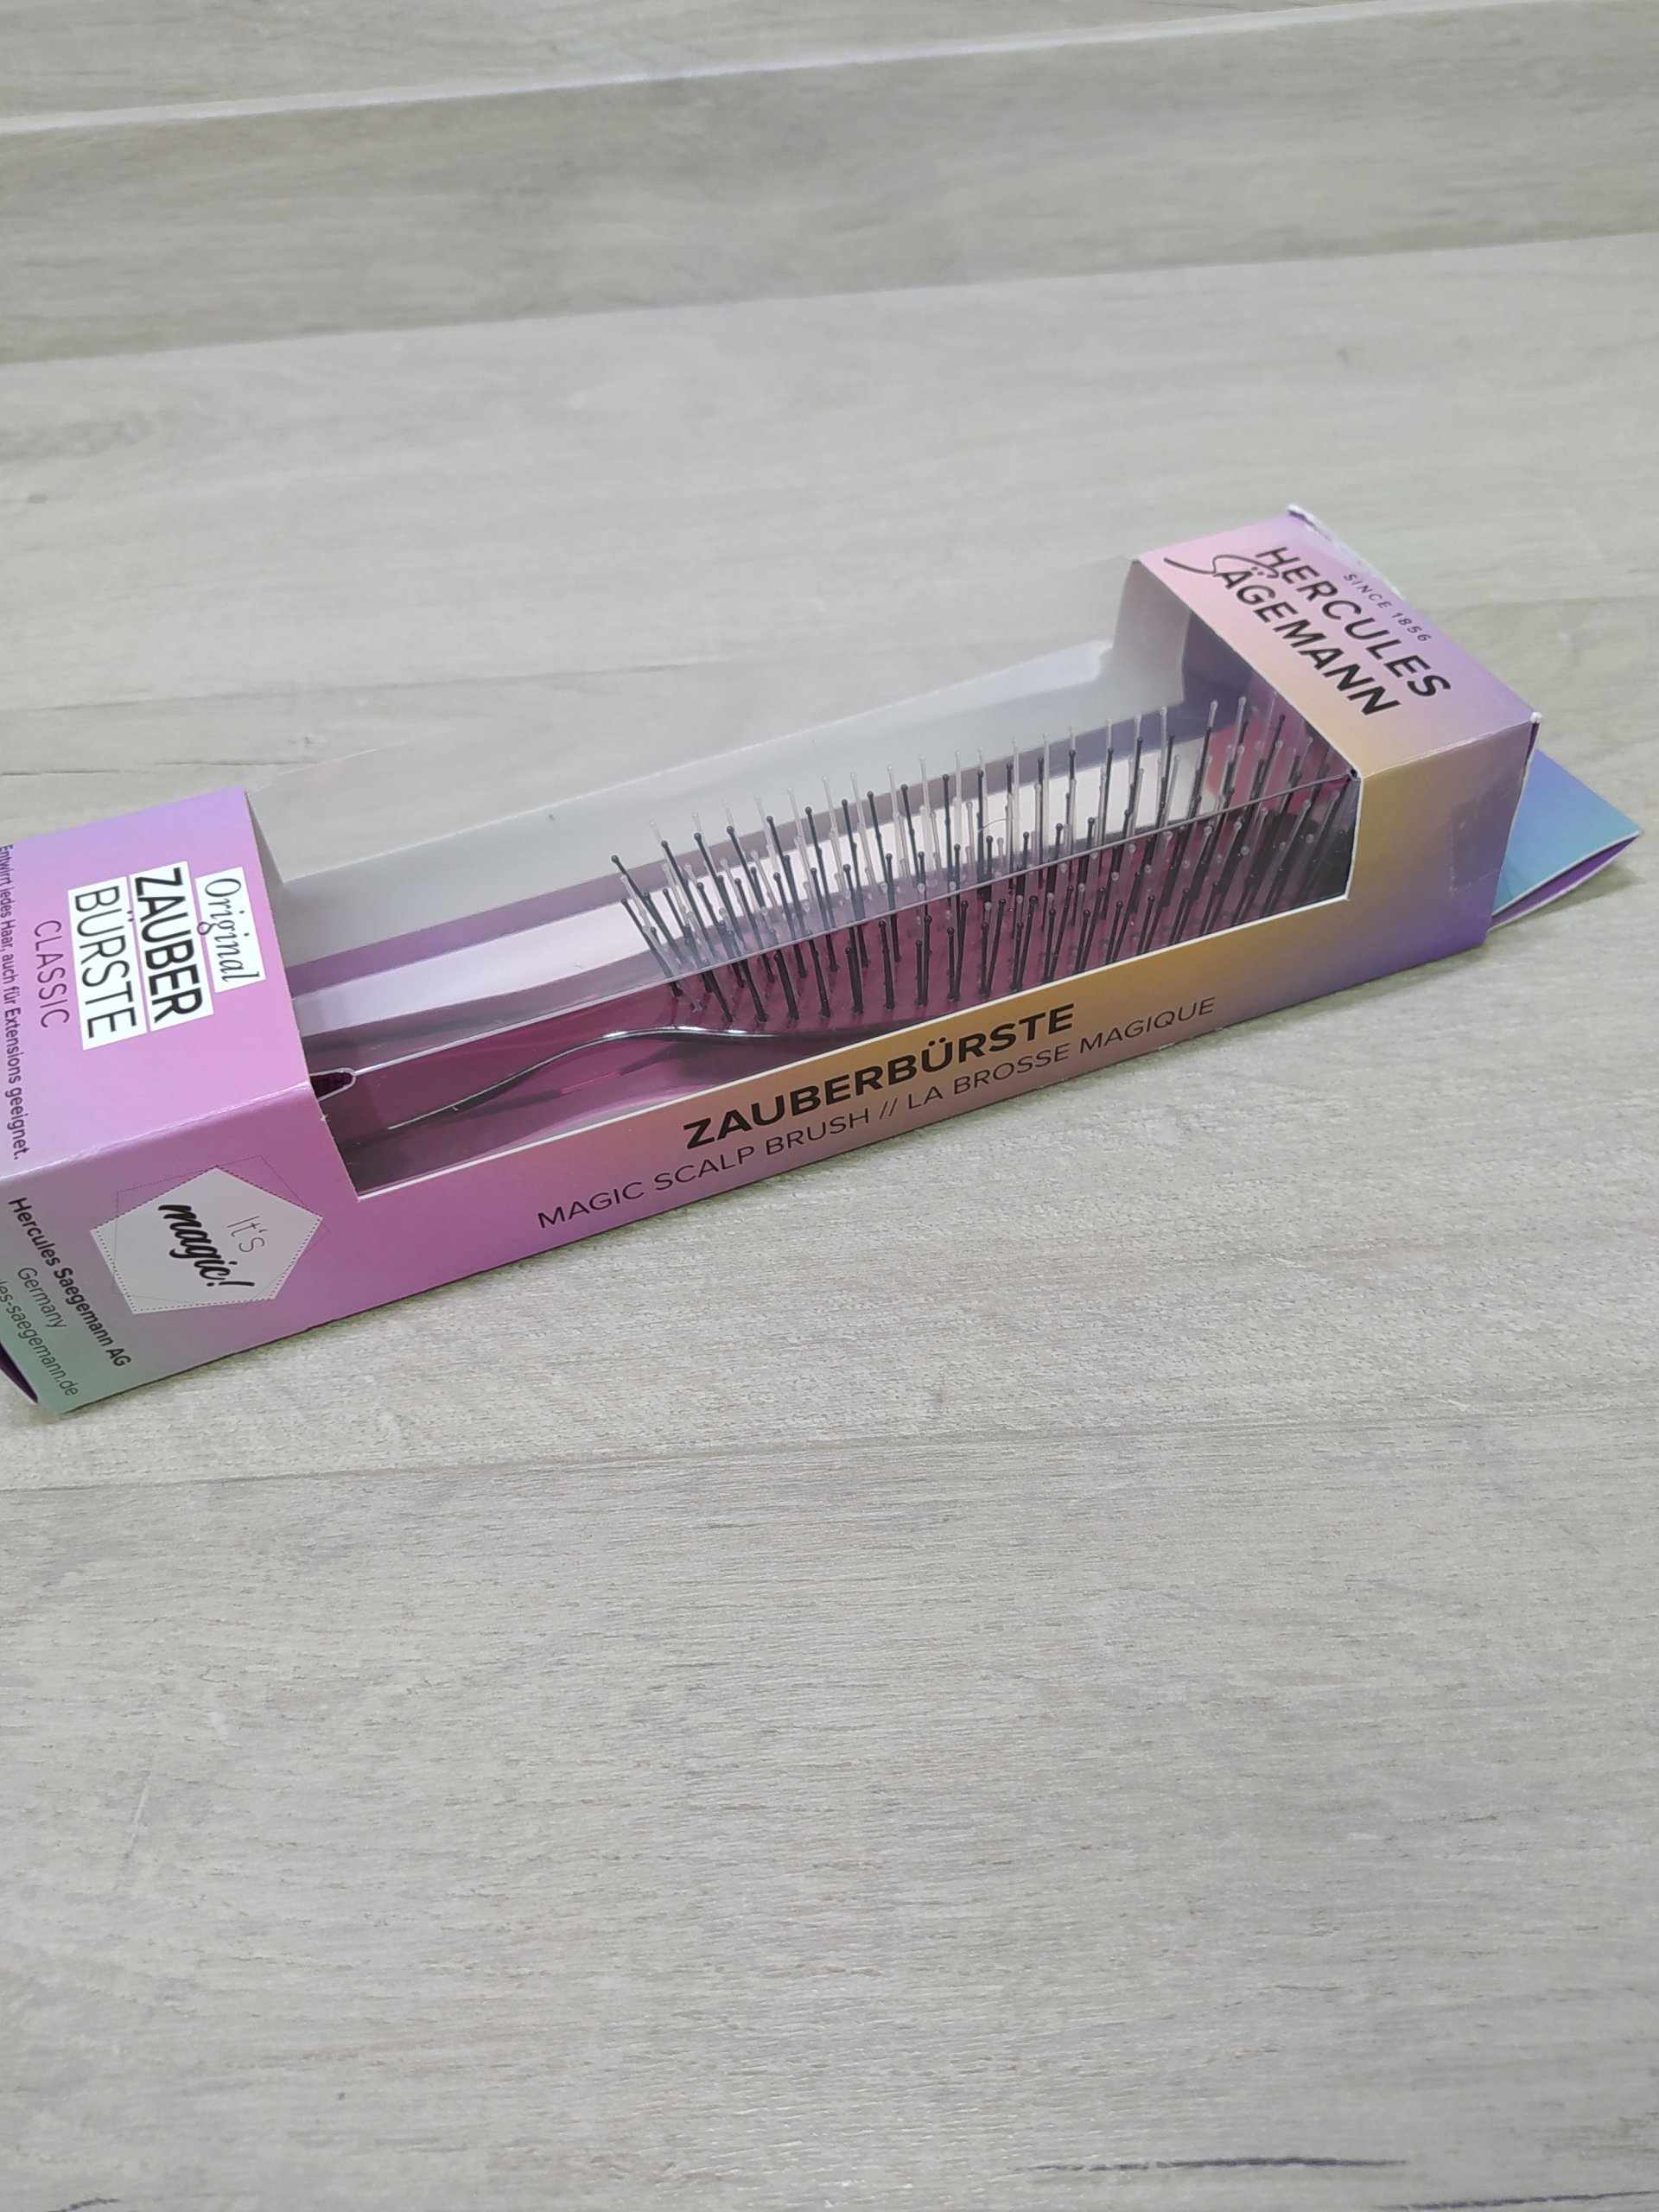 SINCE 1856
HERCULES
SÄGEMANN
Original
ZAUBER
BÜRSTE
CLASSIC
Entwirrt jedes Haar, auch für Extensions geeignet.
ZAUBERBÜRSTE
MAGIC SCALP BRUSH // LA BROSSE MAGIQUE
It's
magic!
Hercules Saegemann AG
Germany
les-saegemann.de